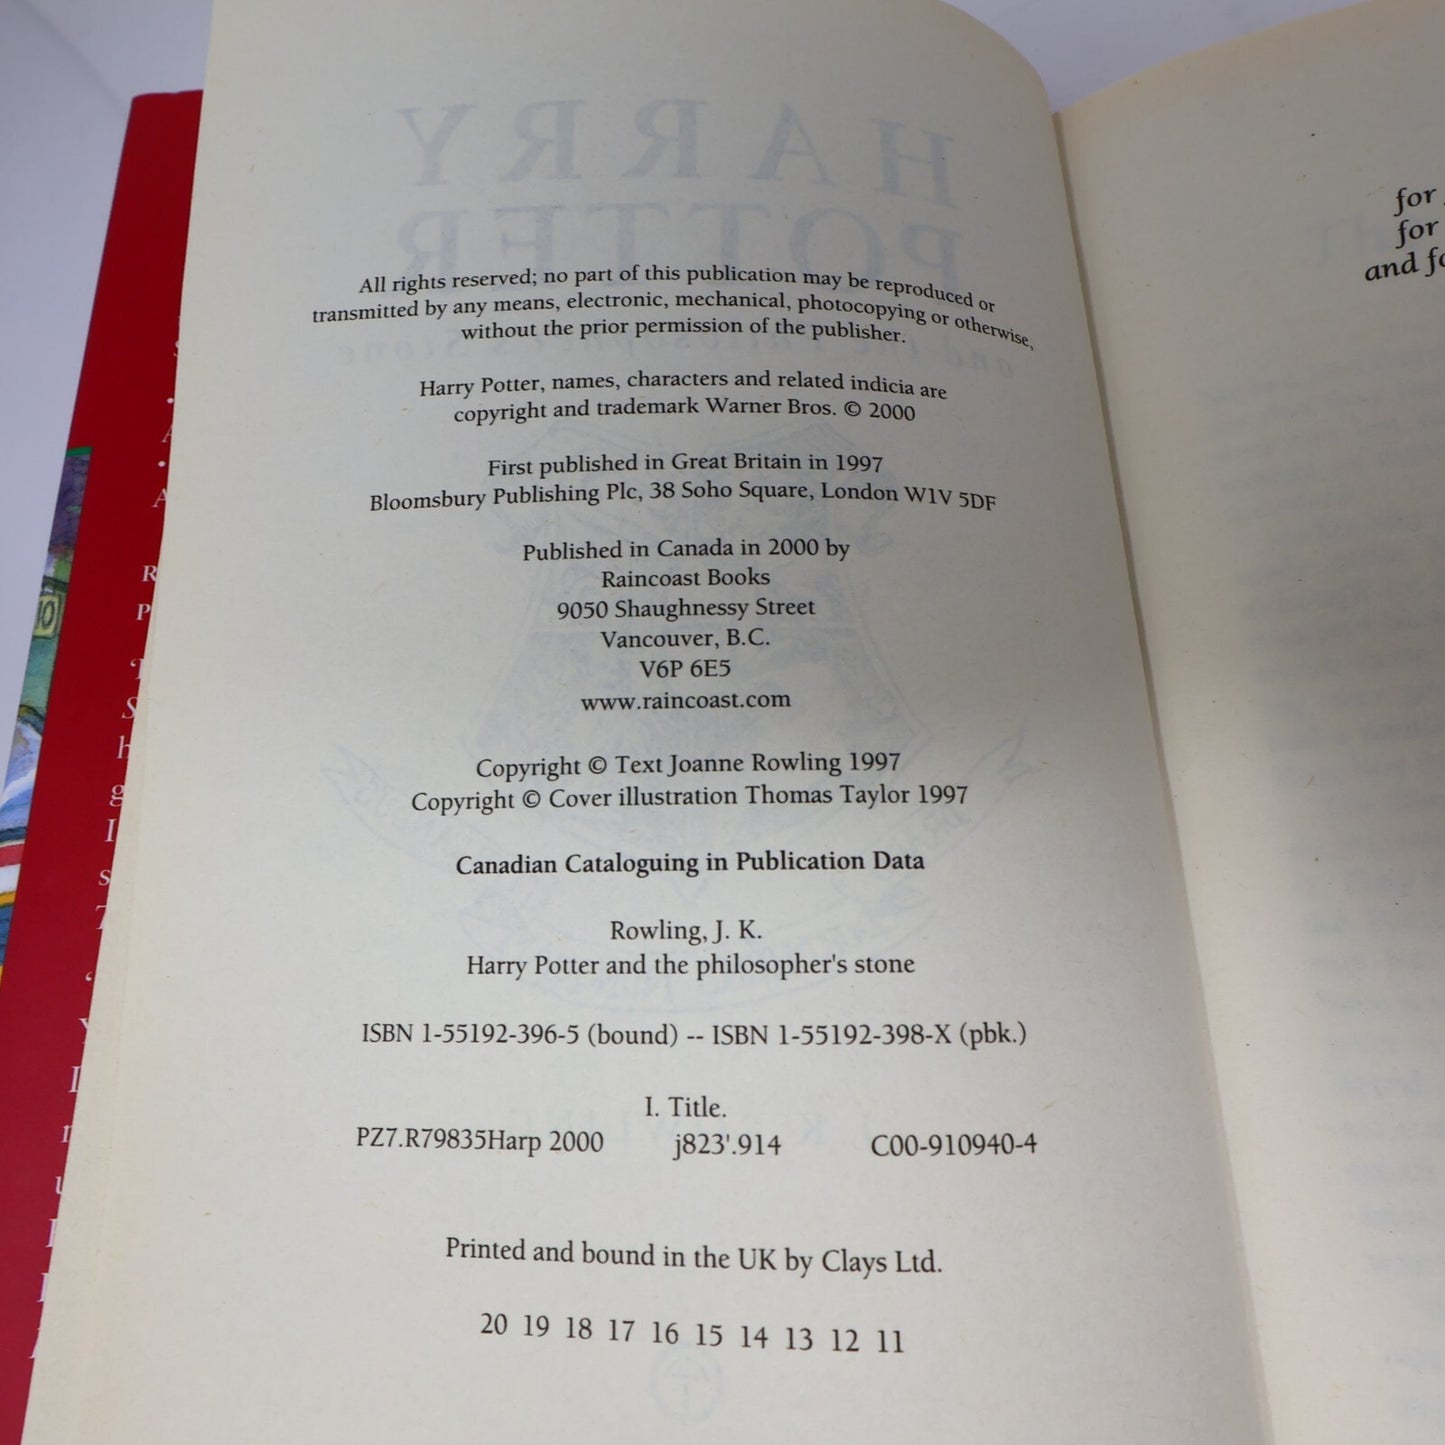 All rights reserved; no part of this publication may be reproduced or
transmitted by any means, electronic, mechanical, photocopying or otherwise,
without the prior permission of the publisher.
Harry Potter, names, characters and related indicia are
copyright and trademark Warner Bros. © 2000
First published in Great Britain in 1997
Bloomsbury Publishing Plc, 38 Soho Square, London W1V 5DF
Published in Canada in 2000 by
Raincoast Books
9050 Shaughnessy Street
Vancouver, B.C.
V6P 6E5
www.raincoast.com
Copyright © Text Joanne Rowling 1997
Copyright © Cover illustration Thomas Taylor 1997
Canadian Cataloguing in Publication Data
Rowling, J. K.
Harry Potter and the philosopher's stone
ISBN 1-55192-396-5 (bound) -- ISBN 1-55192-398-X (pbk.)
I. Title.
PZ7.R79835Harp 2000 j823'.914 C00-910940-4
Printed and bound in the UK by Clays Ltd.
20 19 18 17 16 15 14 13 12 11
for
for
and